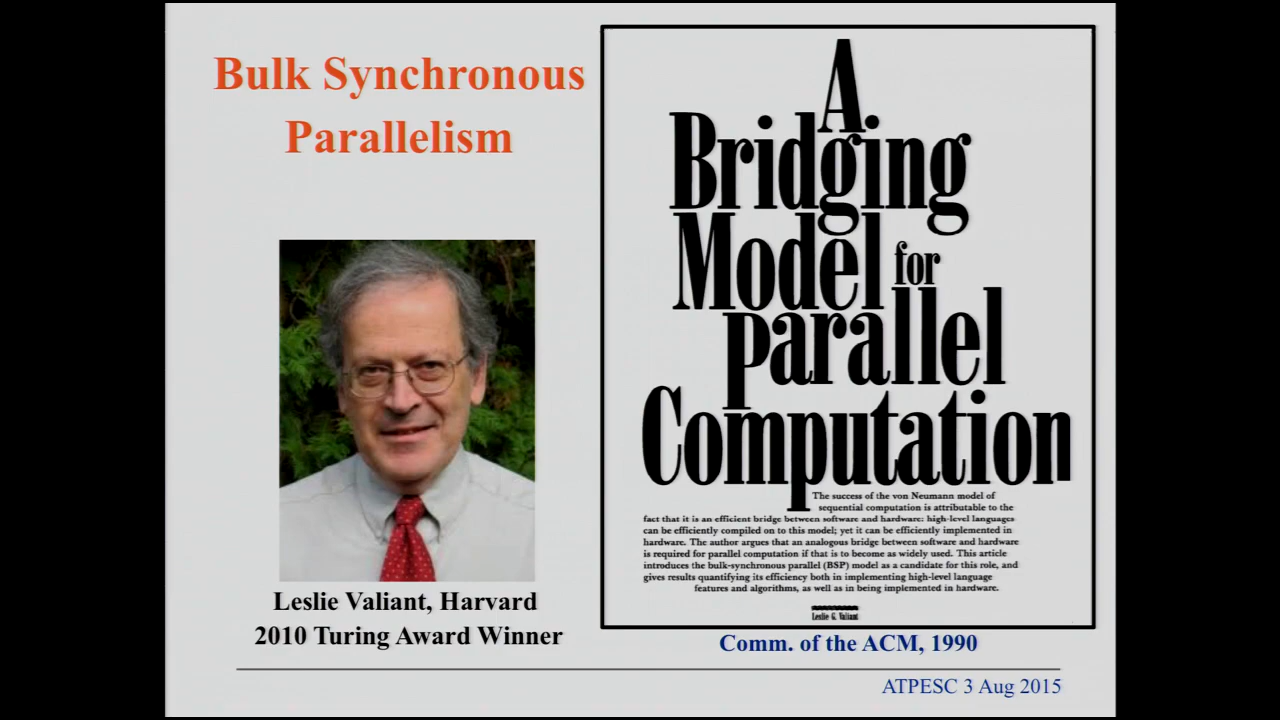 Bulk Synchronous
Parallelism
A
Bridging
Model for
parallel
Computation
The success of the von Neumann model of
sequential computation is attributable to the
fact that it is an efficient bridge between software and hardware: high-level languages
can be efficiently compiled on to this model; yet it can be efficiently implemented in
hardware. The author argues that an analogous bridge between software and hardware
is required for parallel computation if that is to become as widely used. This article
introduces the bulk-synchronous parallel (BSP) model as a candidate for this role, and
gives results quantifying its efficiency both in implementing high-level language
features and algorithms, as well as in being implemented in hardware.
Leslie G. Valiant
Leslie Valiant, Harvard
2010 Turing Award Winner
Comm. of the ACM, 1990
ATPESC 3 Aug 2015